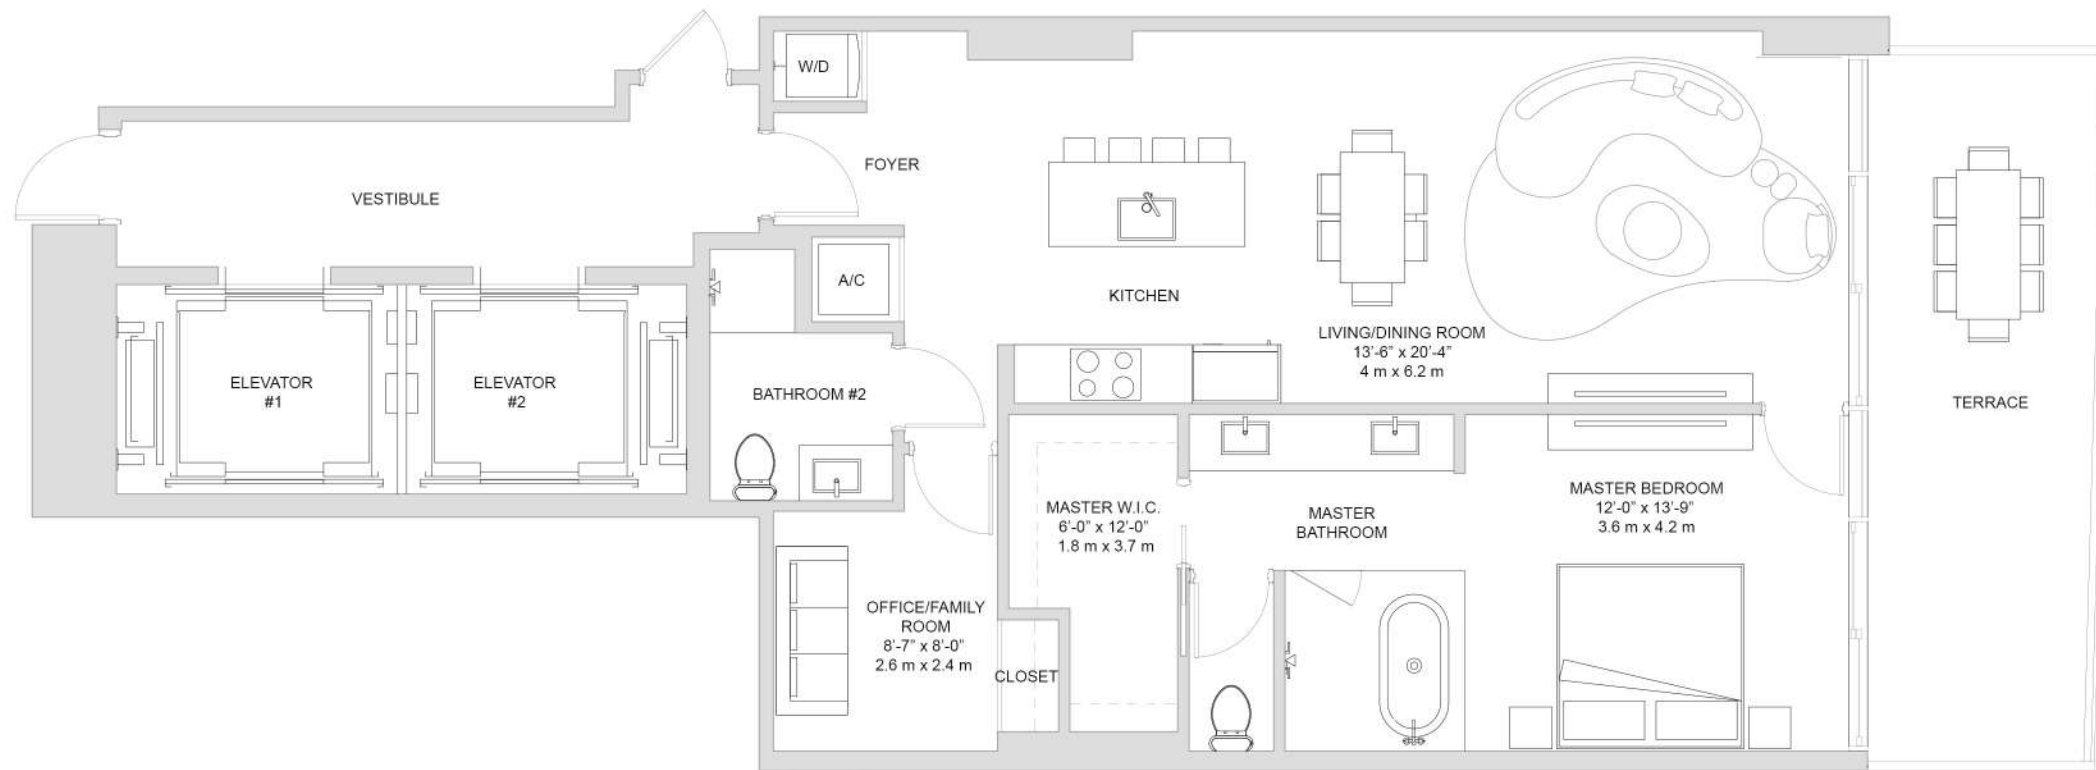 W/D
FOYER
VESTIBULE
A/C
KITCHEN
LIVING/DINING ROOM
13'-6" x 20'-4"
4 m x 6.2 m
ELEVATOR
#1
ELEVATOR
#2
BATHROOM #2
TERRACE
MASTER W.I.C.
6'-0" x 12'-0"
1.8 m x 3.7 m
MASTER
BATHROOM
MASTER BEDROOM
12'-0" x 13'-9"
3.6 m x 4.2 m
OFFICE/FAMILY
ROOM
8'-7" x 8'-0"
2.6 m x 2.4 m
CLOSET